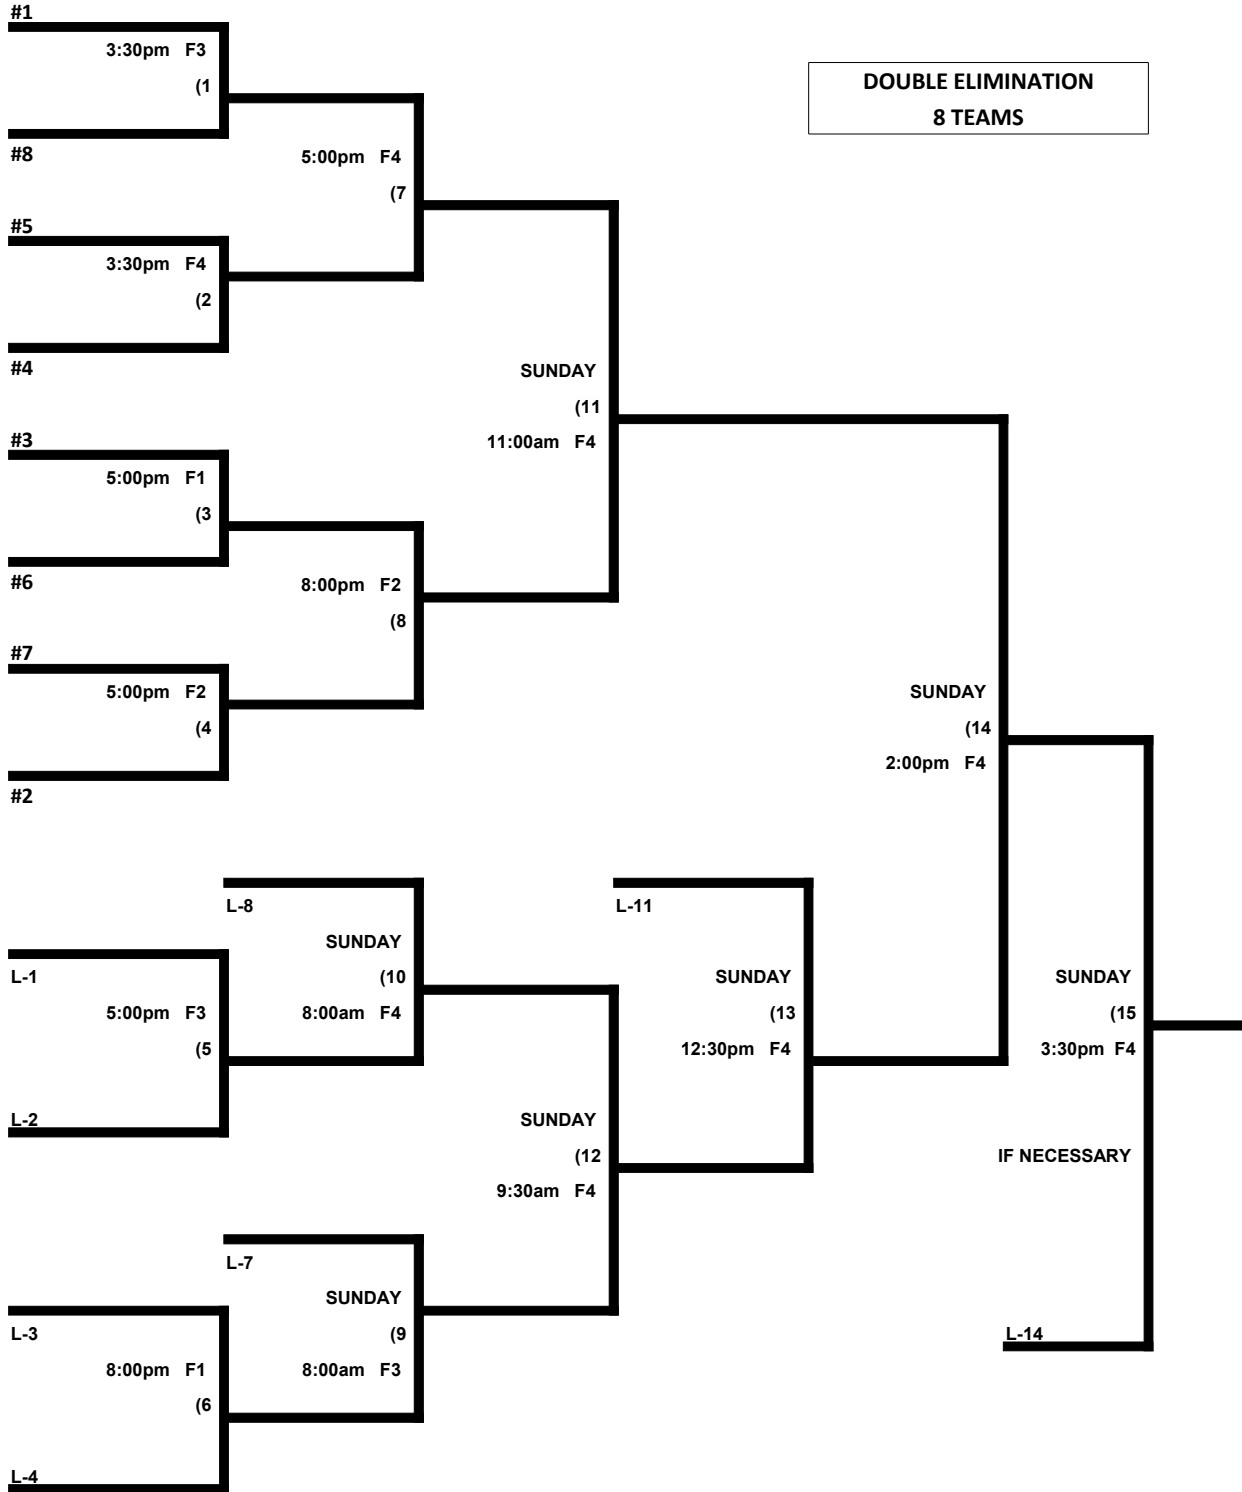 #1
3:30pm F3
(1
#8
DOUBLE ELIMINATION
8 TEAMS
5:00pm F4
(7
#5
3:30pm F4
(2
#4
SUNDAY
(11
11:00am F4
#3
5:00pm F1
(3
#6
8:00pm F2
(8
#7
5:00pm F2
(4
#2
SUNDAY
(14
2:00pm F4
L-8
SUNDAY
(10
8:00am F4
L-1
5:00pm F3
(5
L-2
L-11
SUNDAY
(13
12:30pm F4
SUNDAY
(15
3:30pm F4
IF NECESSARY
SUNDAY
(12
9:30am F4
L-7
SUNDAY
(9
8:00am F3
L-3
8:00pm F1
(6
L-4
L-14